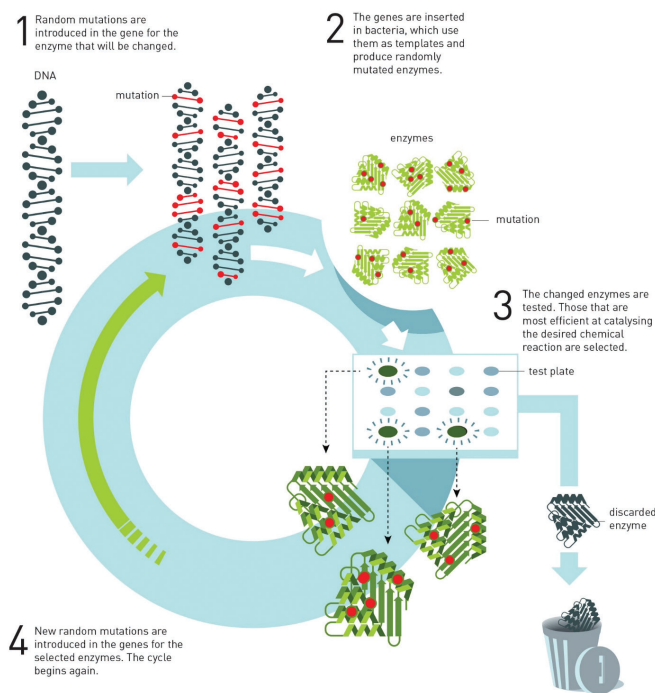 1
Random mutations are
introduced in the gene for the
enzyme that will be changed.
DNA
mutation
2
The genes are inserted
in bacteria, which use
them as templates and
produce randomly
mutated enzymes.
enzymes
mutation
3
The changed enzymes are
tested. Those that are
most efficient at catalysing
the desired chemical
reaction are selected.
test plate
discarded
enzyme
4
New random mutations are
introduced in the genes for the
selected enzymes. The cycle
begins again.